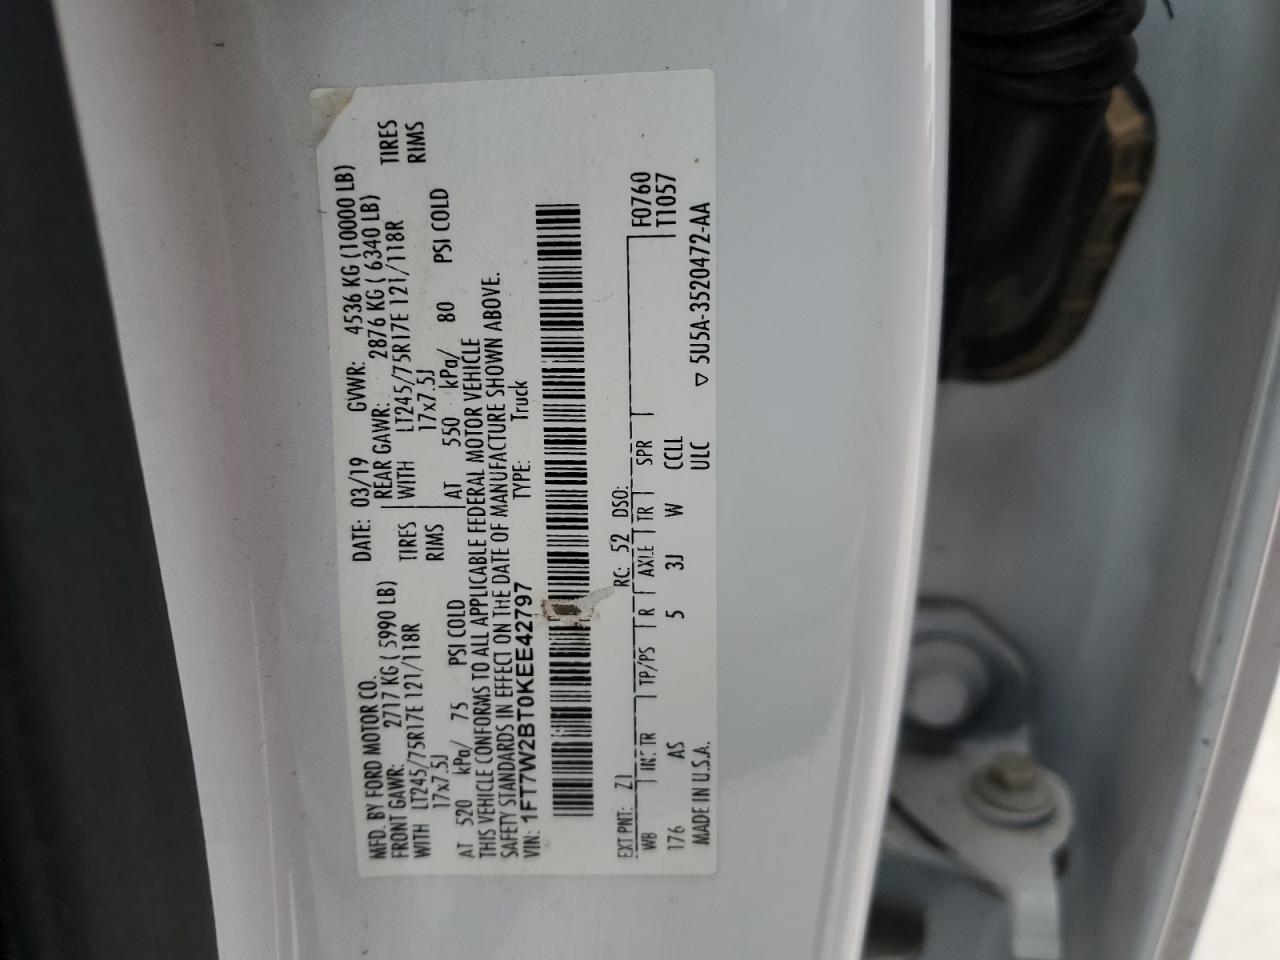 MFD. BY FORD MOTOR CO. DATE: 03/19 GVWR: 4536 KG (10000 LB)
FRONT GAWR: 2717 KG ( 5990 LB) REAR GAWR: 2876 KG ( 6340 LB)
WITH LT245/75R17E 121/118R TIRES WITH LT245/75R17E 121/118R TIRES
17x7.5J RIMS 17x7.5J RIMS
AT 520 kPa/ 75 PSI COLD AT 550 kPa/ 80 PSI COLD
THIS VEHICLE CONFORMS TO ALL APPLICABLE FEDERAL MOTOR VEHICLE
SAFETY STANDARDS IN EFFECT ON THE DATE OF MANUFACTURE SHOWN ABOVE.
VIN: 1FT7W2BT0KEE42797 TYPE: Truck
EXT PNT: Z1 RC: 52 DSO: F0760
WB INT TR TP/PS R AXLE TR SPR T1057
176 AS 5 3J W CCLL
MADE IN U.S.A. ULC ▽ 5U5A-3520472-AA